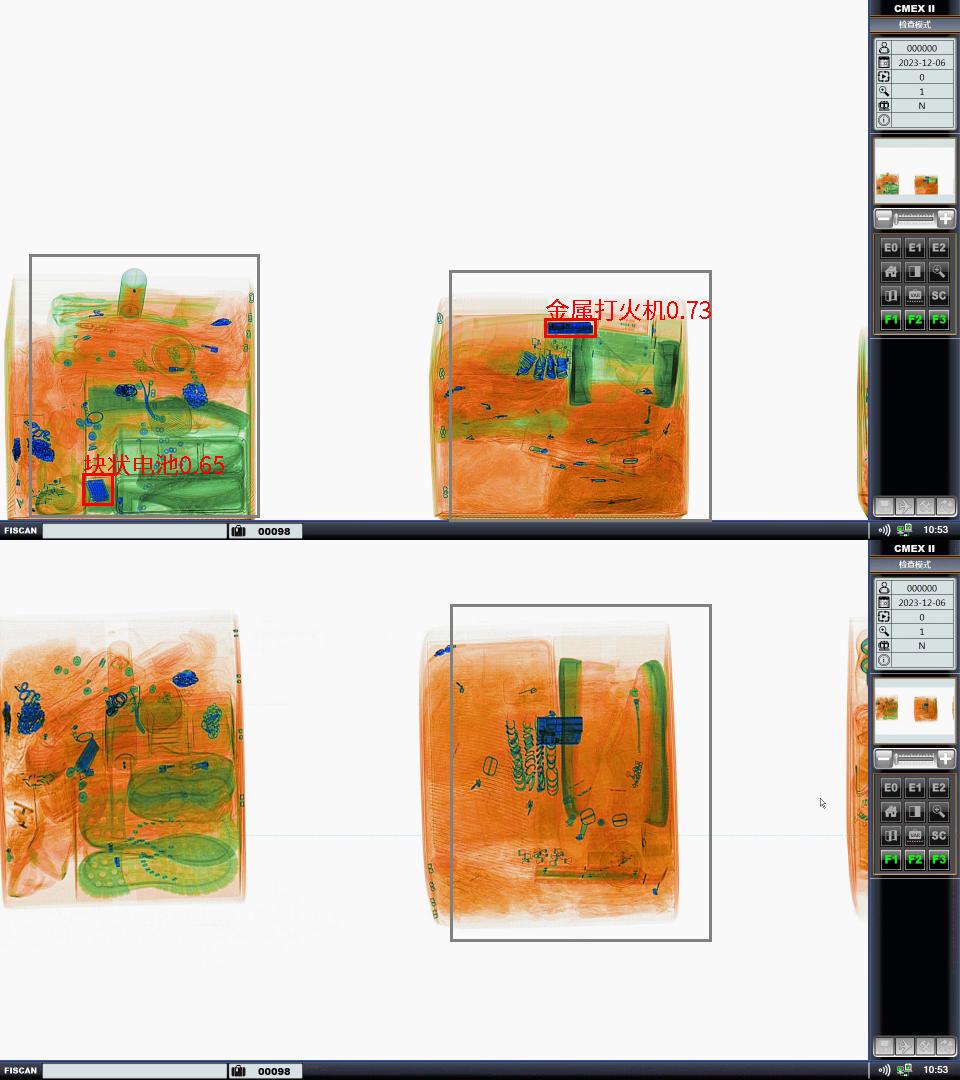 CMEX II
检查模式
000000
2023-12-06
0
1
N
E0 E1 E2
SC
F1 F2 F3
金属打火机0.73
块状电池0.65
FISCAN
00098
10:53
CMEX II
检查模式
000000
2023-12-06
0
1
N
E0 E1 E2
SC
F1 F2 F3
FISCAN
00098
10:53